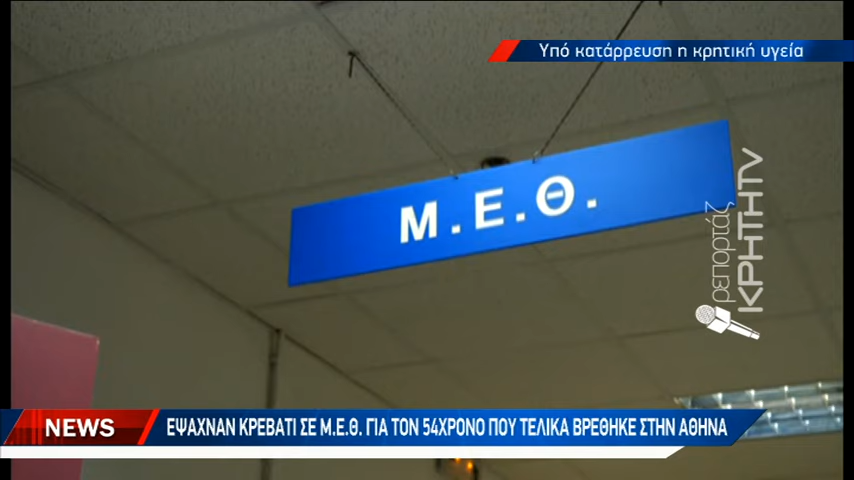 Υπό κατάρρευση η κρητική υγεία
Μ.Ε.Θ.
ρεπορτάζ
ΚΡΗΤΗTV
NEWS
ΕΨΑΧΝΑΝ ΚΡΕΒΑΤΙ ΣΕ Μ.Ε.Θ. ΓΙΑ ΤΟΝ 54ΧΡΟΝΟ ΠΟΥ ΤΕΛΙΚΑ ΒΡΕΘΗΚΕ ΣΤΗΝ ΑΘΗΝΑ